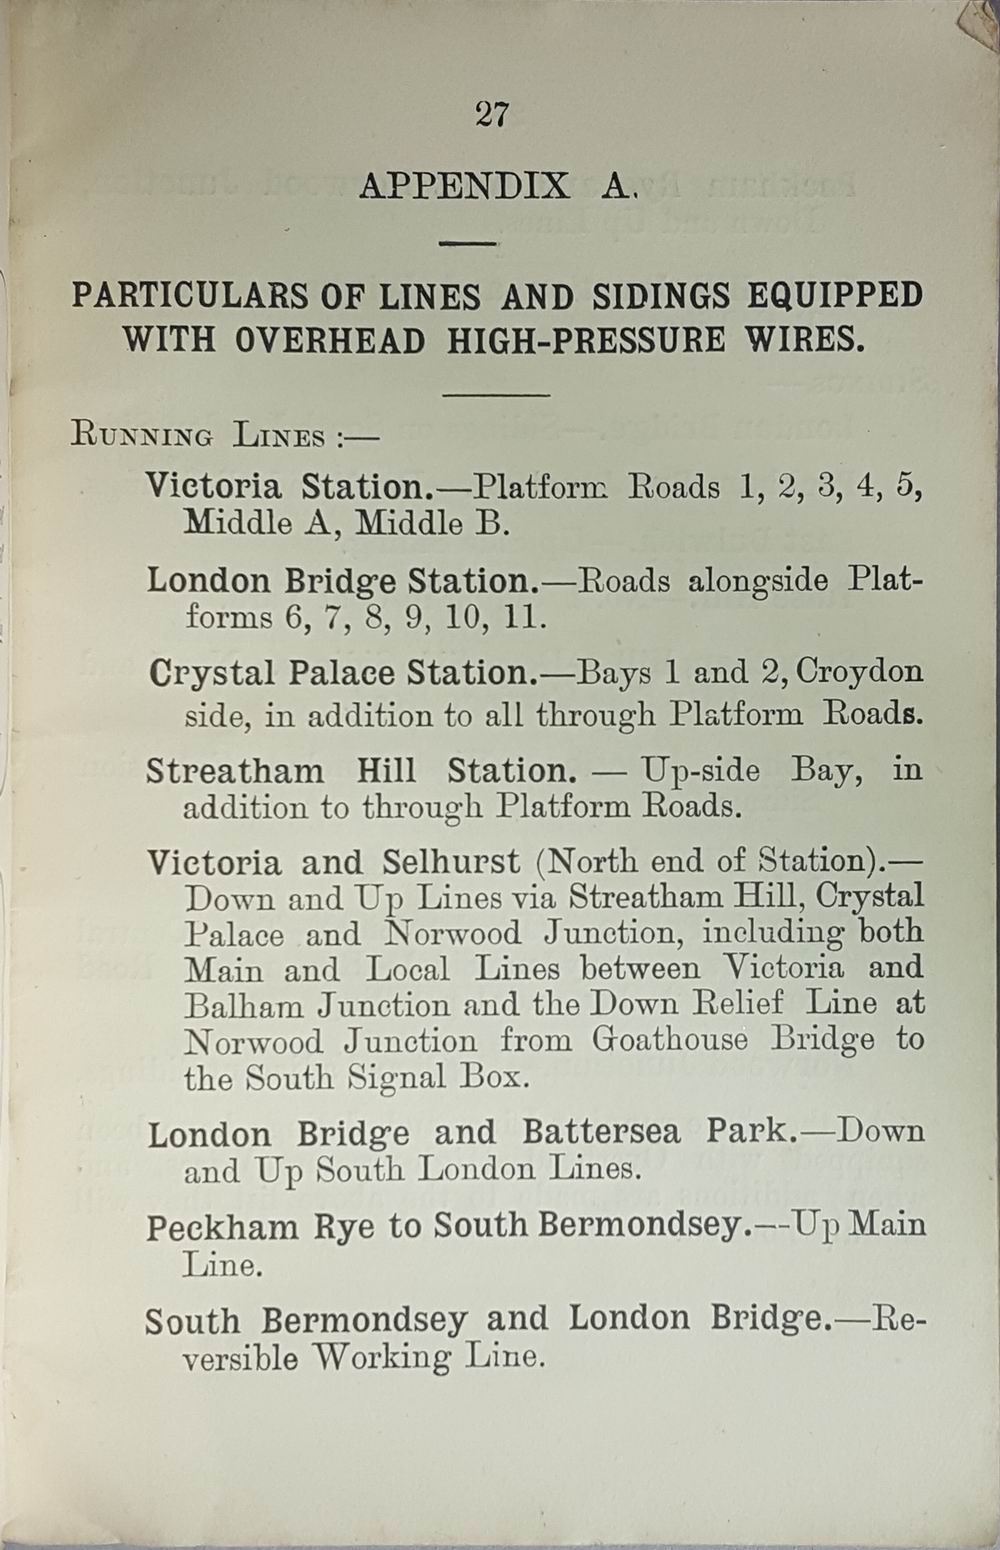 27
APPENDIX A.
PARTICULARS OF LINES AND SIDINGS EQUIPPED
WITH OVERHEAD HIGH-PRESSURE WIRES.
RUNNING LINES :—
Victoria Station.—Platform Roads 1, 2, 3, 4, 5,
Middle A, Middle B.
London Bridge Station.—Roads alongside Plat-
forms 6, 7, 8, 9, 10, 11.
Crystal Palace Station.—Bays 1 and 2, Croydon
side, in addition to all through Platform Roads.
Streatham Hill Station. — Up-side Bay, in
addition to through Platform Roads.
Victoria and Selhurst (North end of Station).—
Down and Up Lines via Streatham Hill, Crystal
Palace and Norwood Junction, including both
Main and Local Lines between Victoria and
Balham Junction and the Down Relief Line at
Norwood Junction from Goathouse Bridge to
the South Signal Box.
London Bridge and Battersea Park.—Down
and Up South London Lines.
Peckham Rye to South Bermondsey.—-Up Main
Line.
South Bermondsey and London Bridge.—Re-
versible Working Line.